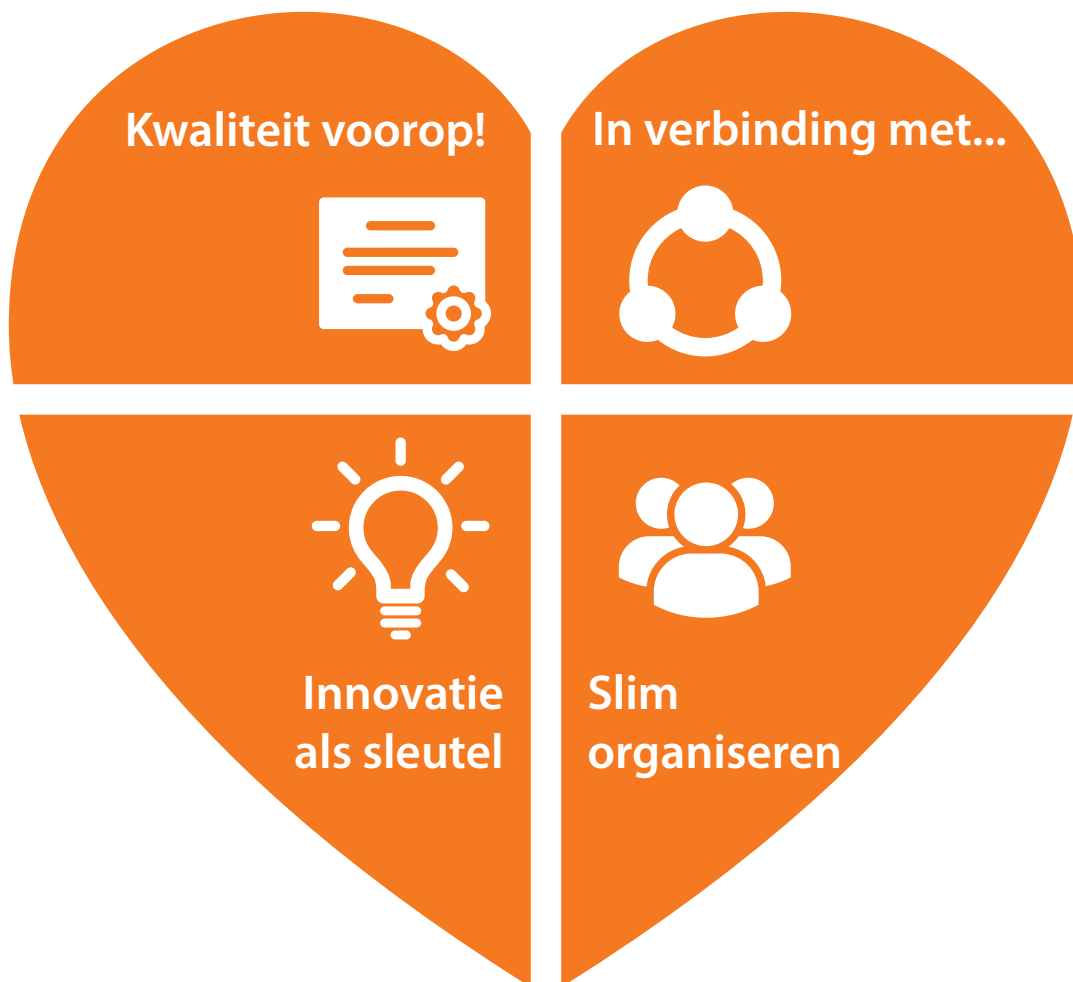 Kwaliteit voorop!
In verbinding met...
Innovatie
als sleutel
Slim
organiseren